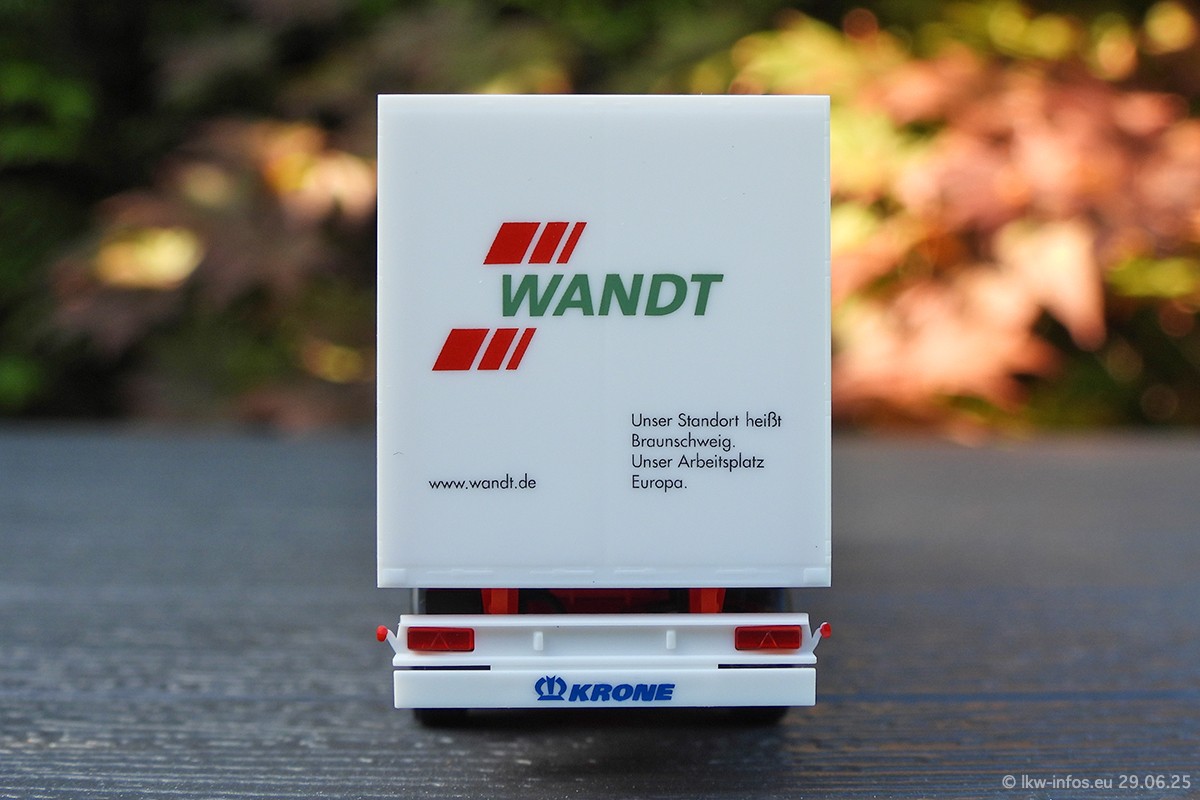 WANDT
Unser Standort heißt
Braunschweig.
Unser Arbeitsplatz
Europa.
www.wandt.de
KRONE
© lkw-infos.eu 29.06.25